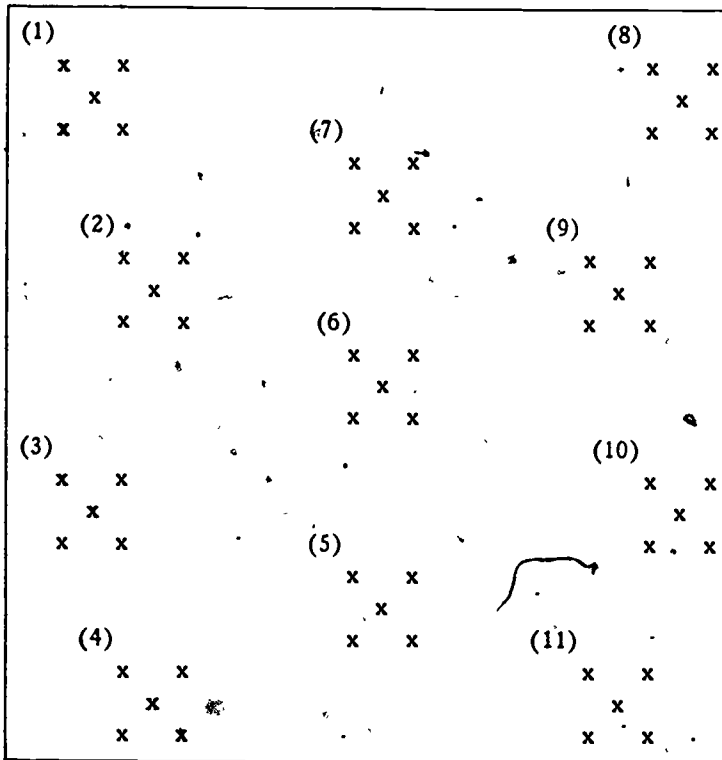 (1) (8)
x x x x
x x
x x (7) x x
x x
x
(2) x x (9)
x x x x
x x
x x (6) x x
x x
x
x x
(3) (10)
x x x x
x x
x x (5) x x
x x
x
(4) x x (11)
x x x x
x x
x x x x